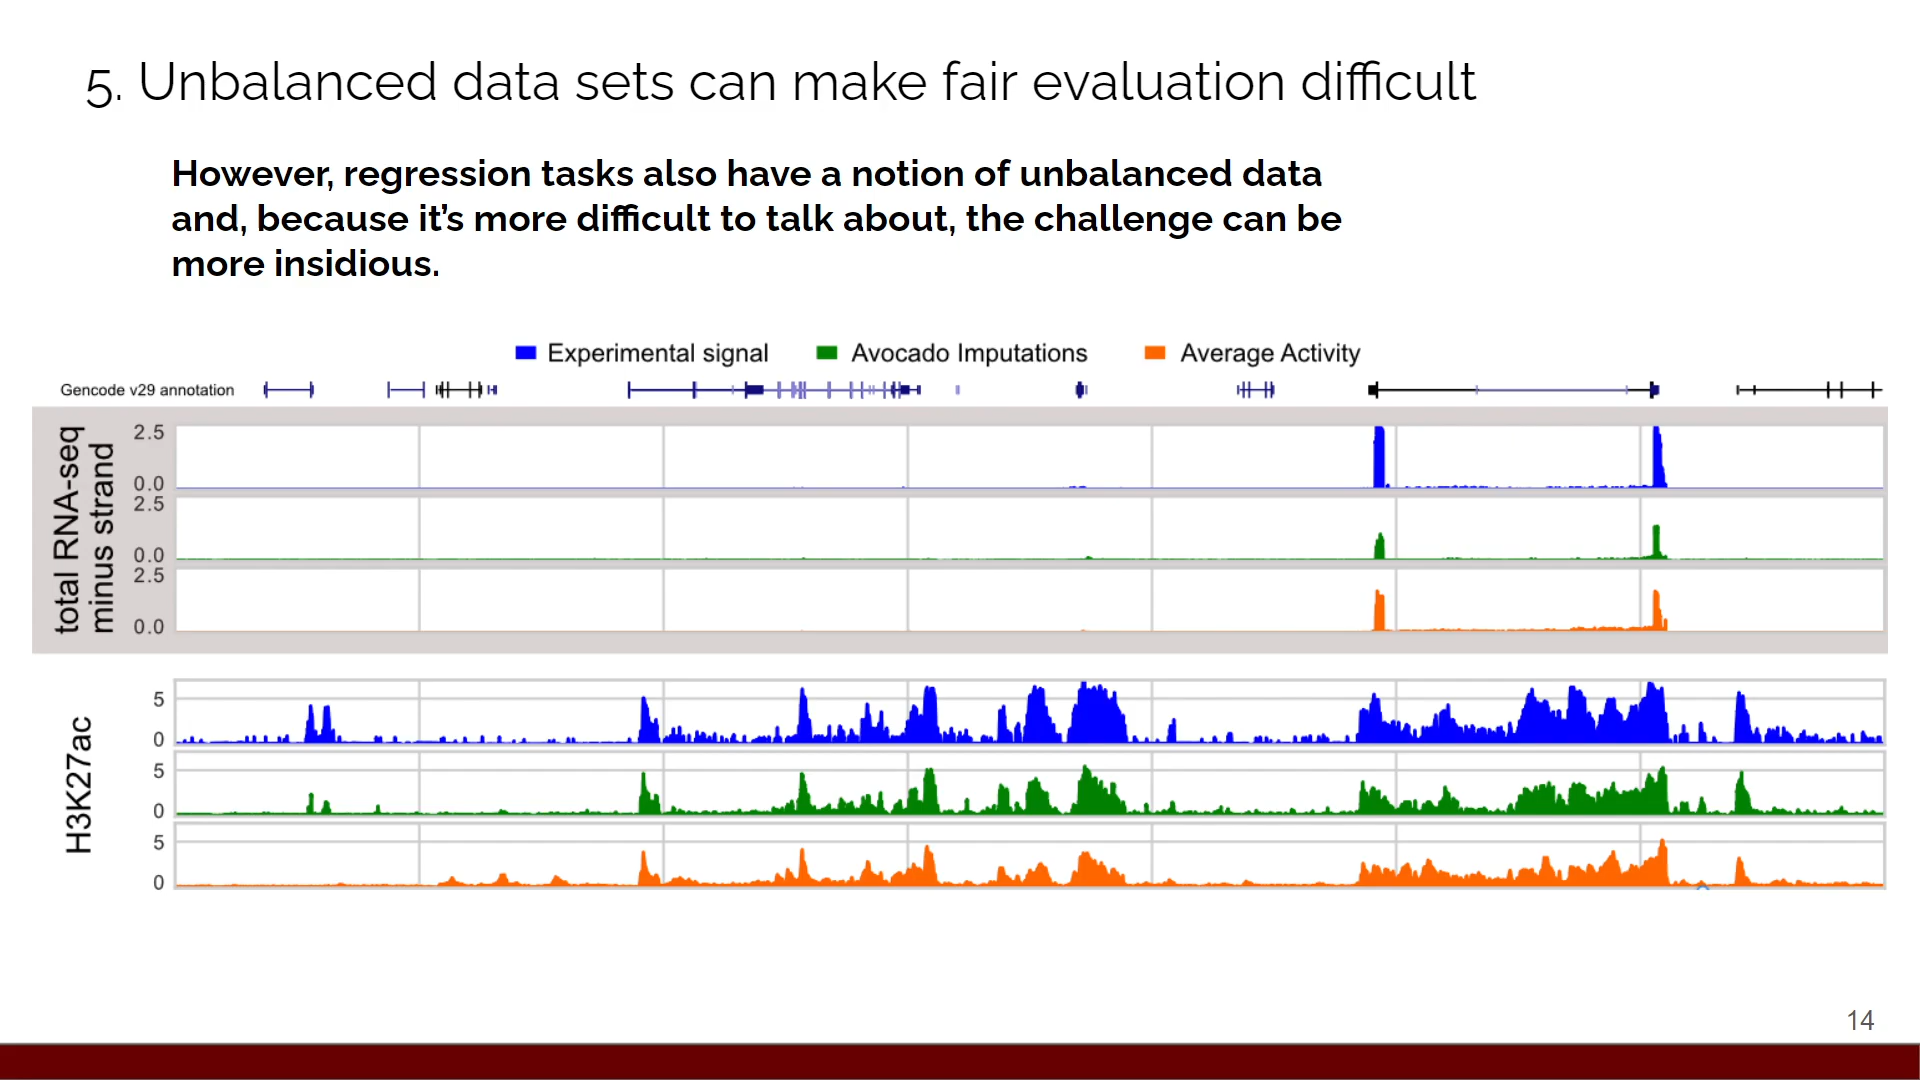 5. Unbalanced data sets can make fair evaluation difficult
However, regression tasks also have a notion of unbalanced data
and, because it’s more difficult to talk about, the challenge can be
more insidious.
Experimental signal Avocado Imputations Average Activity
Gencode v29 annotation
total RNA-seq
minus strand
2.5
0.0
2.5
0.0
2.5
0.0
H3K27ac
5
0
5
0
5
0
14